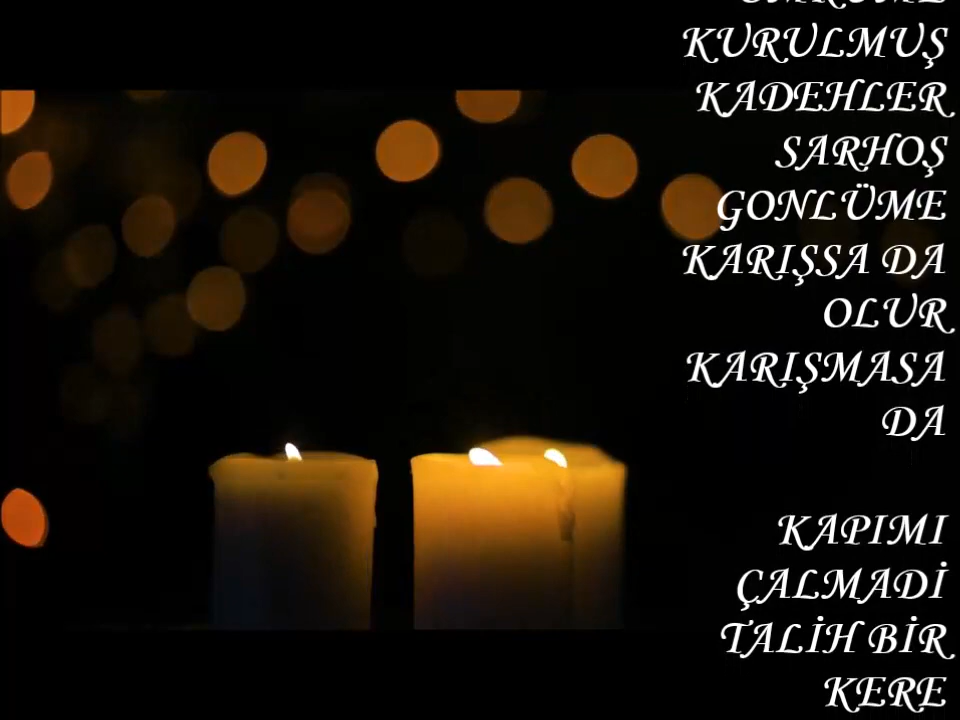 KURULMUŞ
KADEHLER
SARHOŞ
GONLÜME
KARIŞSA DA
OLUR
KARIŞMASA
DA
KAPIMI
ÇALMADİ
TALİH BİR
KERE